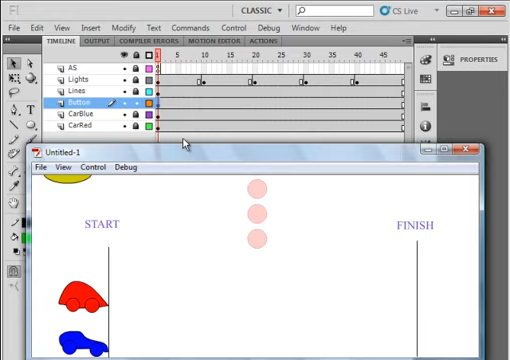 CLASSIC CS Live
File Edit View Insert Modify Text Commands Control Debug Window Help
TIMELINE OUTPUT COMPILER ERRORS MOTION EDITOR ACTIONS
1 5 10 15 20 25 30 35 40 45
PROPERTIES
AS
Lights
Lines
Button
CarBlue
CarRed
Untitled-1
File View Control Debug
START FINISH